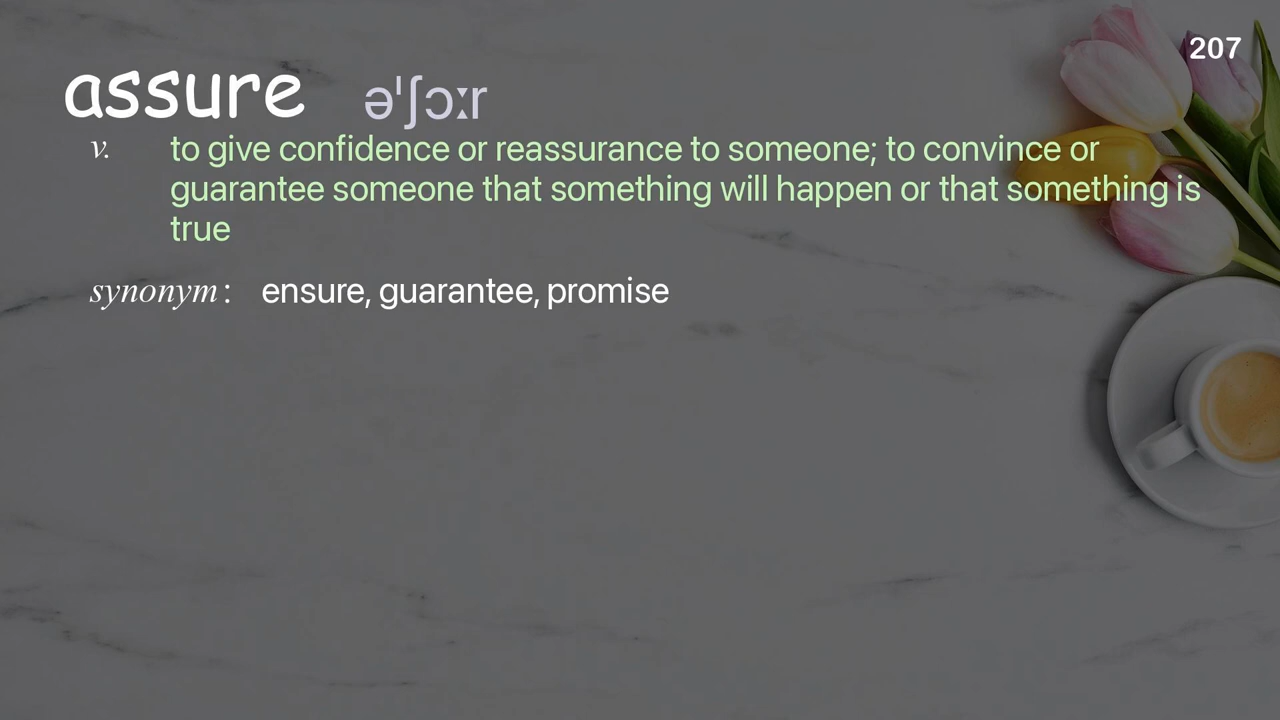 207
assure əˈʃɔːr
v. to give confidence or reassurance to someone; to convince or
guarantee someone that something will happen or that something is
true
synonym: ensure, guarantee, promise